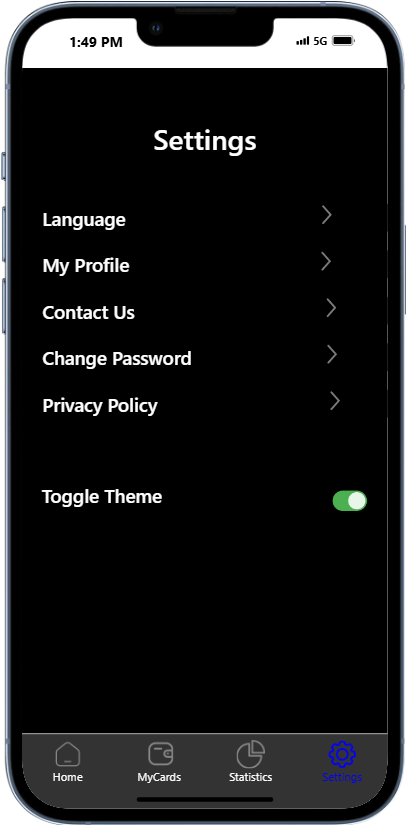 1:49 PM 5G
Settings
Language
My Profile
Contact Us
Change Password
Privacy Policy
Toggle Theme
Home MyCards Statistics Settings